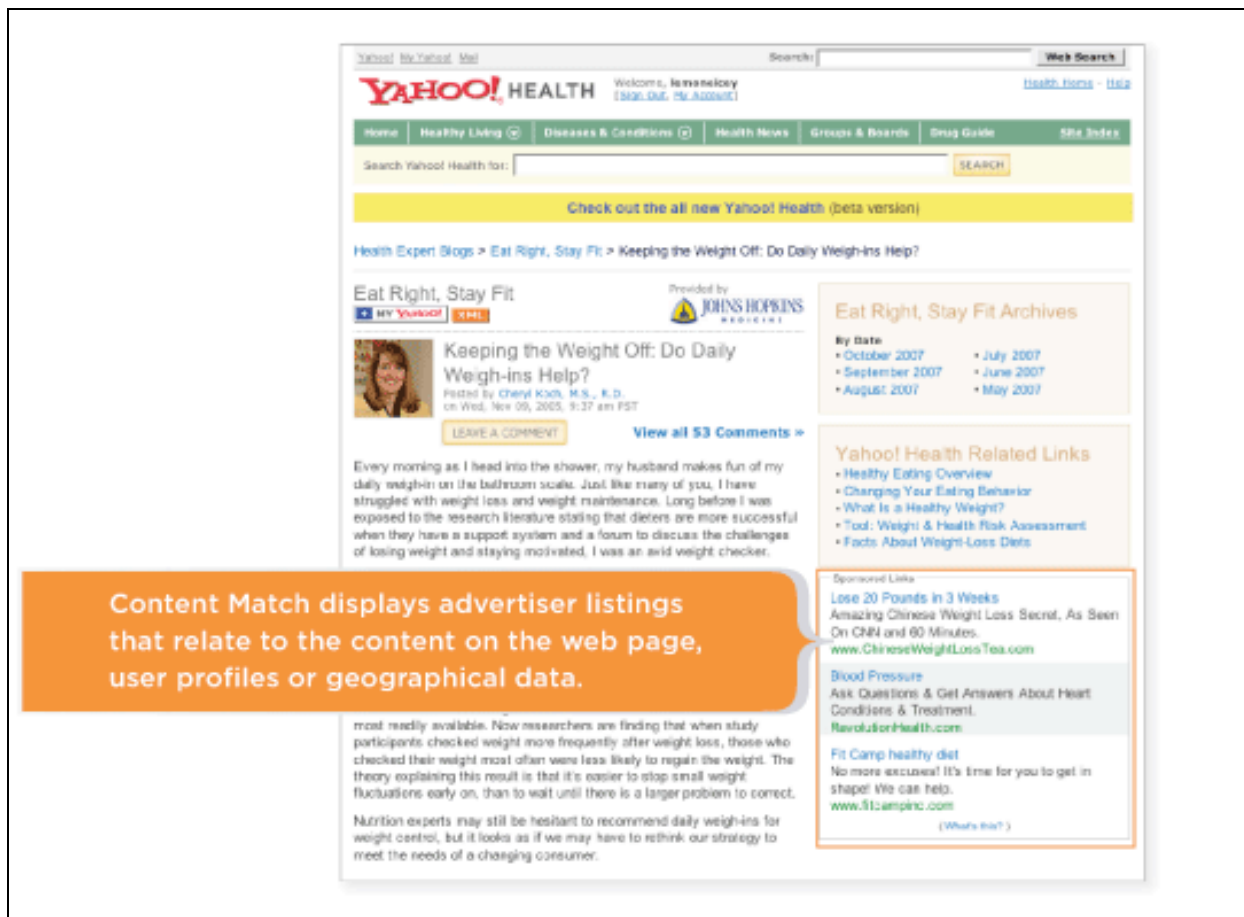 Yahoo! My Yahoo! Mail
Search:
Web Search
YAHOO! HEALTH
Welcome, lemonelcey
[Sign Out, My Account]
Health Home - Help
Home
Healthy Living
Diseases & Conditions
Health News
Groups & Boards
Drug Guide
Site Index
Search Yahoo! Health for:
SEARCH
Check out the all new Yahoo! Health (beta version)
Health Expert Blogs > Eat Right, Stay Fit > Keeping the Weight Off: Do Daily Weigh-ins Help?
Eat Right, Stay Fit
MY YAHOO!
XML
Provided by
JOHNS HOPKINS
MEDICINE
Keeping the Weight Off: Do Daily
Weigh-ins Help?
Posted by Cheryl Koch, M.S., R.D.
on Wed, Nov 09, 2005, 9:37 am PST
LEAVE A COMMENT
View all 53 Comments »
Every morning as I head into the shower, my husband makes fun of my
daily weigh-in on the bathroom scale. Just like many of you, I have
struggled with weight loss and weight maintenance. Long before I was
exposed to the research literature stating that dieters are more successful
when they have a support system and a forum to discuss the challenges
of losing weight and staying motivated, I was an avid weight checker.
Content Match displays advertiser listings
that relate to the content on the web page,
user profiles or geographical data.
most readily available. Now researchers are finding that when study
participants checked weight more frequently after weight loss, those who
checked their weight most often were less likely to regain the weight. The
theory explaining this result is that it's easier to stop small weight
fluctuations early on, than to wait until there is a larger problem to correct.
Nutrition experts may still be hesitant to recommend daily weigh-ins for
weight control, but it looks as if we may have to rethink our strategy to
meet the needs of a changing consumer.
Eat Right, Stay Fit Archives
By Date
• October 2007
• July 2007
• September 2007
• June 2007
• August 2007
• May 2007
Yahoo! Health Related Links
• Healthy Eating Overview
• Changing Your Eating Behavior
• What Is a Healthy Weight?
• Tool: Weight & Health Risk Assessment
• Facts About Weight-Loss Diets
Sponsored Links
Lose 20 Pounds in 3 Weeks
Amazing Chinese Weight Loss Secret, As Seen
On CNN and 60 Minutes.
www.ChineseWeightLossTea.com
Blood Pressure
Ask Questions & Get Answers About Heart
Conditions & Treatment.
RevolutionHealth.com
Fit Camp healthy diet
No more excuses! It's time for you to get in
shape! We can help.
www.fitcampinc.com
(What's this?)